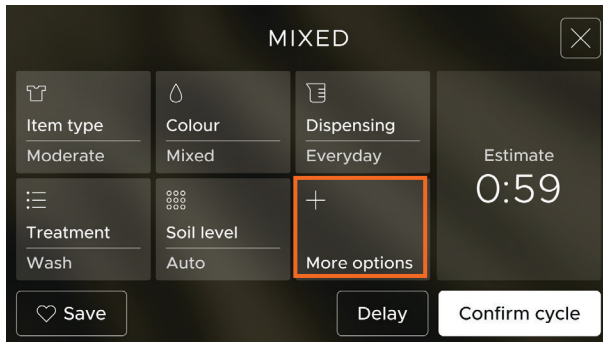 MIXED
Item type
Moderate
Colour
Mixed
Dispensing
Everyday
Estimate
0:59
Treatment
Wash
Soil level
Auto
More options
Save
Delay
Confirm cycle